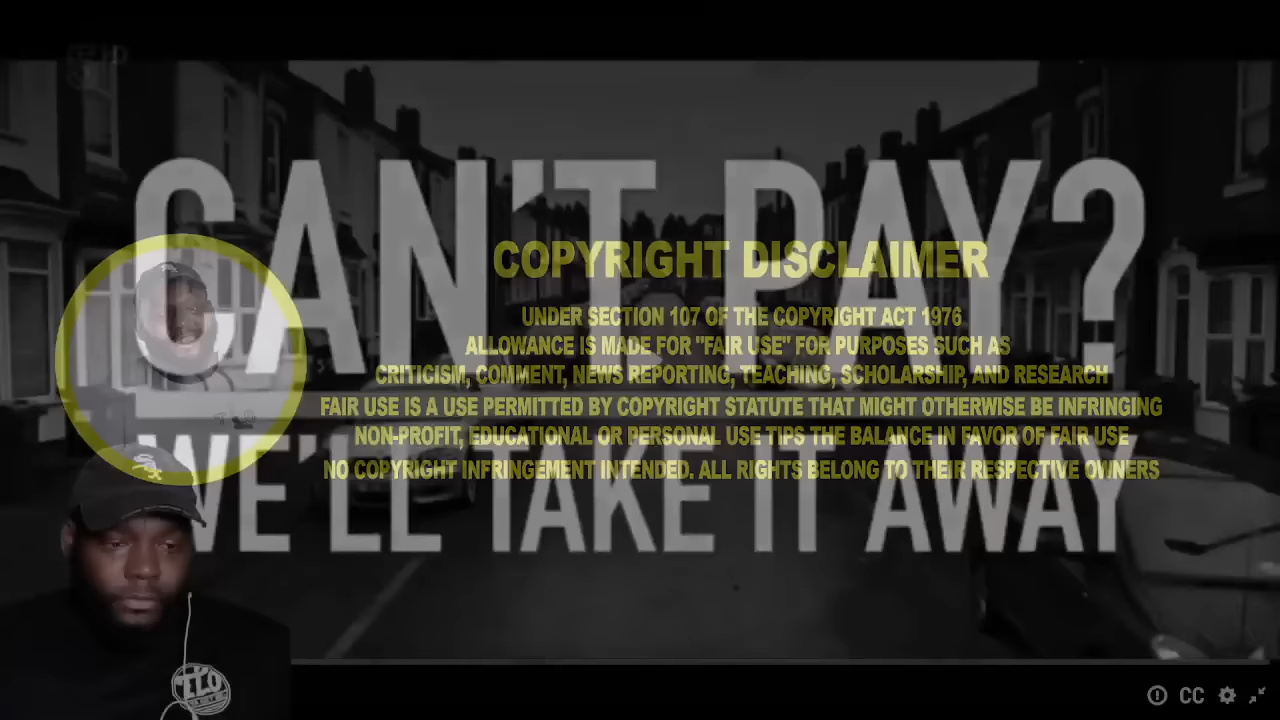 CAN'T PAY?
COPYRIGHT DISCLAIMER
UNDER SECTION 107 OF THE COPYRIGHT ACT 1976
ALLOWANCE IS MADE FOR "FAIR USE" FOR PURPOSES SUCH AS
CRITICISM, COMMENT, NEWS REPORTING, TEACHING, SCHOLARSHIP, AND RESEARCH
FAIR USE IS A USE PERMITTED BY COPYRIGHT STATUTE THAT MIGHT OTHERWISE BE INFRINGING
NON-PROFIT, EDUCATIONAL OR PERSONAL USE TIPS THE BALANCE IN FAVOR OF FAIR USE
NO COPYRIGHT INFRINGEMENT INTENDED. ALL RIGHTS BELONG TO THEIR RESPECTIVE OWNERS
WE'LL TAKE IT AWAY
Sox
TLO
CC